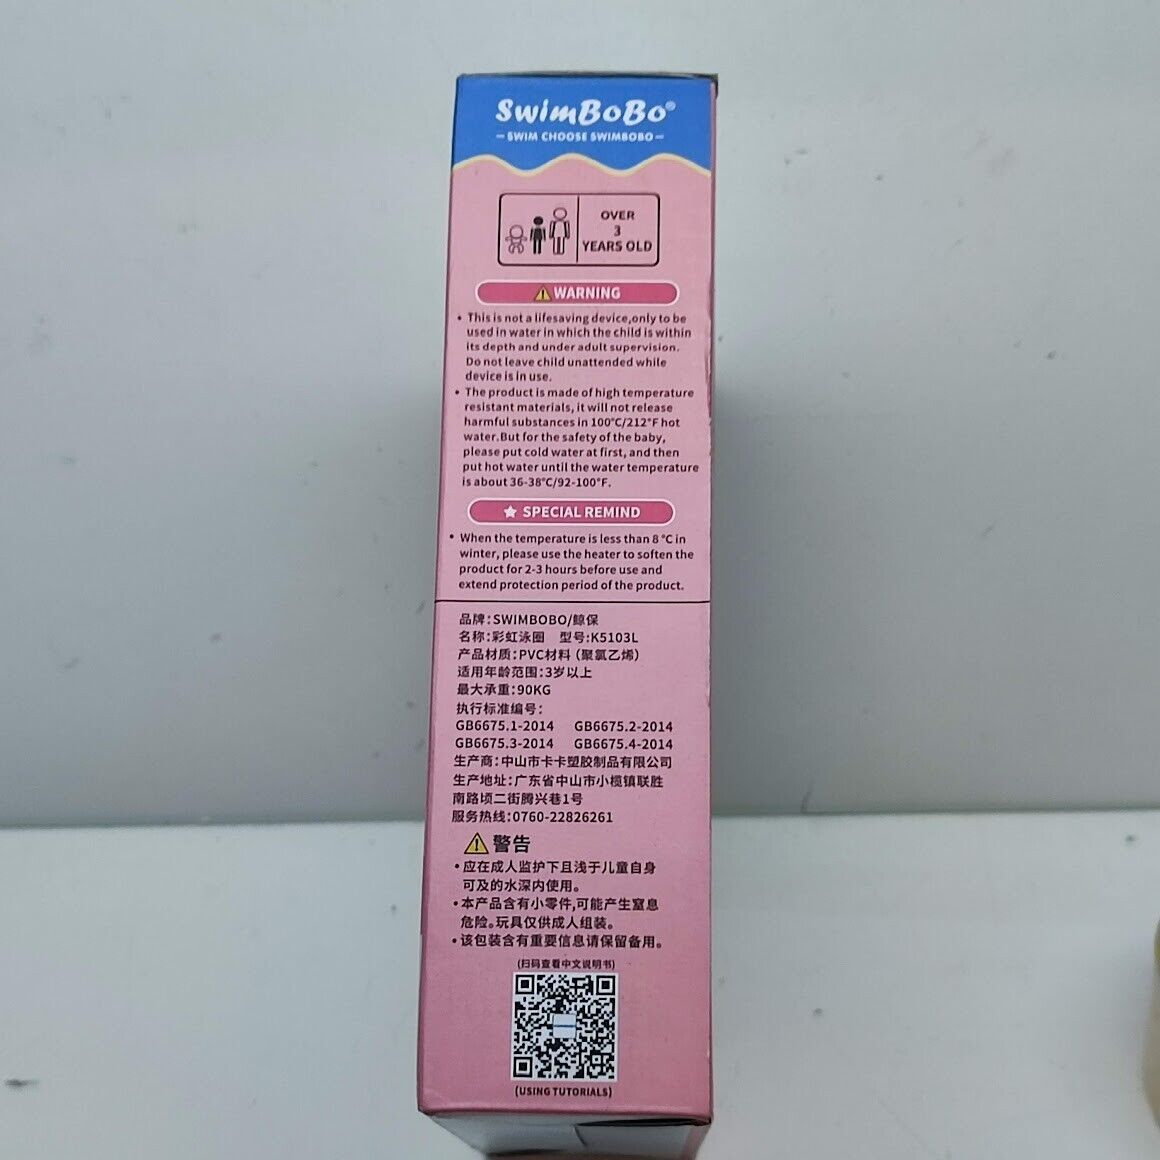 SwimBoBo®
– SWIM CHOOSE SWIMBOBO –
OVER
3
YEARS OLD
⚠ WARNING
• This is not a lifesaving device,only to be
used in water in which the child is within
its depth and under adult supervision.
Do not leave child unattended while
device is in use.
• The product is made of high temperature
resistant materials, it will not release
harmful substances in 100°C/212°F hot
water.But for the safety of the baby,
please put cold water at first, and then
put hot water until the water temperature
is about 36-38°C/92-100°F.
★ SPECIAL REMIND
• When the temperature is less than 8 °C in
winter, please use the heater to soften the
product for 2-3 hours before use and
extend protection period of the product.
品牌:SWIMBOBO/鲸保
名称:彩虹泳圈 型号:K5103L
产品材质:PVC材料(聚氯乙烯)
适用年龄范围:3岁以上
最大承重:90KG
执行标准编号:
GB6675.1-2014 GB6675.2-2014
GB6675.3-2014 GB6675.4-2014
生产商:中山市卡卡塑胶制品有限公司
生产地址:广东省中山市小榄镇联胜
南路顷二街腾兴巷1号
服务热线:0760-22826261
⚠ 警告
•应在成人监护下且浅于儿童自身
可及的水深内使用。
•本产品含有小零件,可能产生窒息
危险。玩具仅供成人组装。
•该包装含有重要信息请保留备用。
(扫码查看中文说明书)
(USING TUTORIALS)